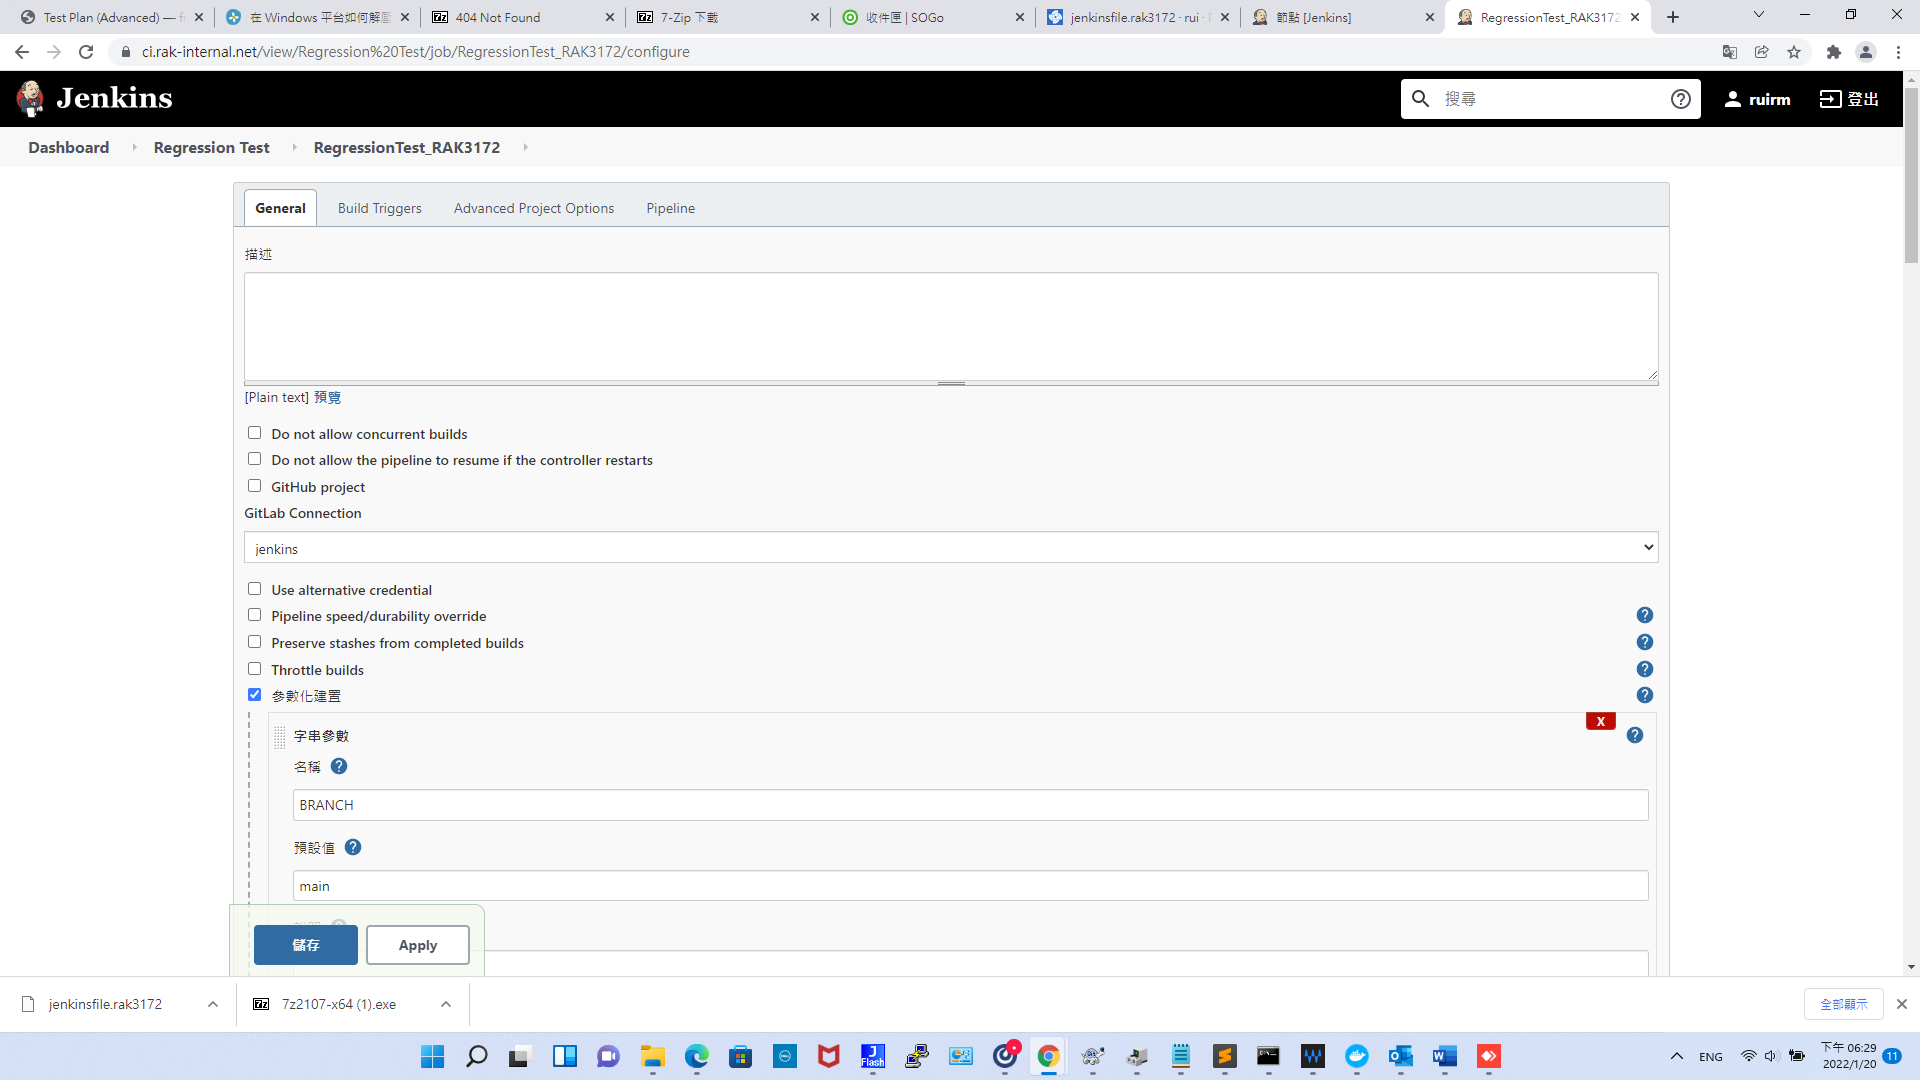 Test Plan (Advanced) — f
在 Windows 平台如何解壓
404 Not Found
7-Zip 下載
收件匣 | SOGo
jenkinsfile.rak3172 · rui ·
節點 [Jenkins]
RegressionTest_RAK3172
ci.rak-internal.net/view/Regression%20Test/job/RegressionTest_RAK3172/configure
Jenkins
搜尋
ruirm
登出
Dashboard
Regression Test
RegressionTest_RAK3172
General
Build Triggers
Advanced Project Options
Pipeline
描述
[Plain text] 預覽
Do not allow concurrent builds
Do not allow the pipeline to resume if the controller restarts
GitHub project
GitLab Connection
jenkins
Use alternative credential
Pipeline speed/durability override
Preserve stashes from completed builds
Throttle builds
參數化建置
X
字串參數
名稱
BRANCH
預設值
main
儲存
Apply
jenkinsfile.rak3172
7z2107-x64 (1).exe
全部顯示
J
Flash
ENG
下午 06:29
2022/1/20
11